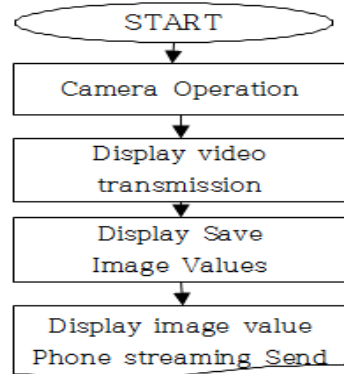 START
Camera Operation
Display video
transmission
Display Save
Image Values
Display image value
Phone streaming Send